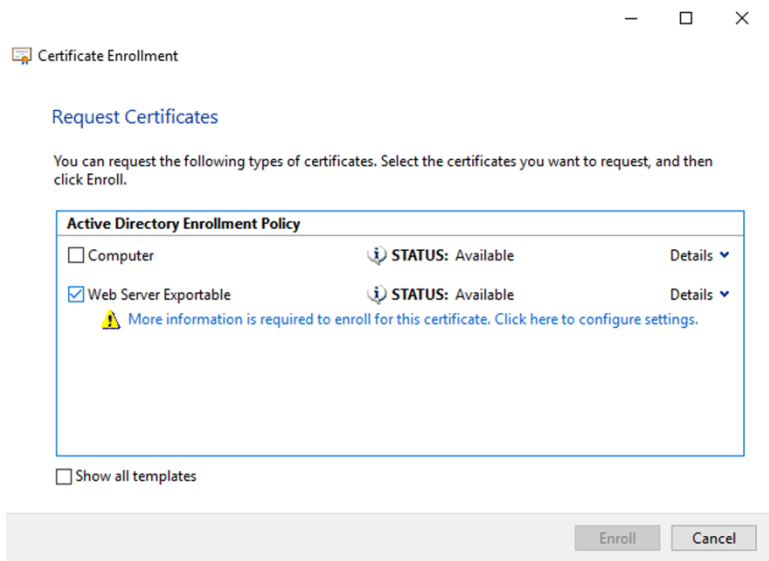 Certificate Enrollment
Request Certificates
You can request the following types of certificates. Select the certificates you want to request, and then
click Enroll.
Active Directory Enrollment Policy
Computer STATUS: Available Details
Web Server Exportable STATUS: Available Details
More information is required to enroll for this certificate. Click here to configure settings.
Show all templates
Enroll Cancel